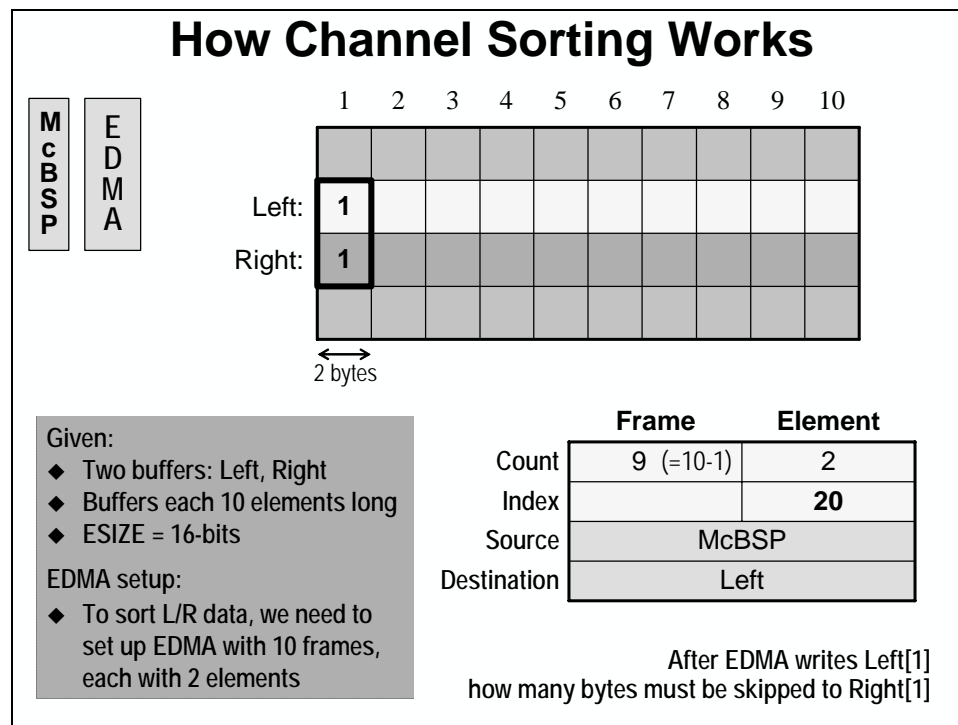 How Channel Sorting Works
McBSP
EDMA
1 2 3 4 5 6 7 8 9 10
Left: 1
Right: 1
2 bytes
Given:
◆ Two buffers: Left, Right
◆ Buffers each 10 elements long
◆ ESIZE = 16-bits
EDMA setup:
◆ To sort L/R data, we need to
set up EDMA with 10 frames,
each with 2 elements
Frame Element
Count 9 (=10-1) 2
Index 20
Source McBSP
Destination Left
After EDMA writes Left[1]
how many bytes must be skipped to Right[1]